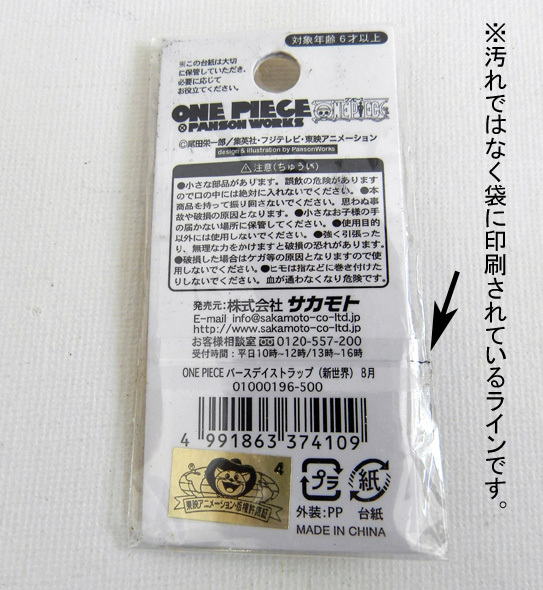 対象年齢6才以上
※この台紙は大切
に保管していただき、
必要に応じて
お役立てください。
ONE PIECE
PANSON WORKS
ONE PIECE
©尾田栄一郎/集英社・フジテレビ・東映アニメーション
design & illustration by PansonWorks
⚠注意(ちゅうい)
●小さな部品があります。誤飲の危険がありま
すので口の中には絶対に入れないでください。●本
商品を持って振り回さないでください。思わぬ事
故や破損の原因となります。●小さなお子様の手
の届かない場所に保管してください。●使用目的
以外には使用しないでください。●強く引張った
り、無理な力をかけますと破損の恐れがあります。
●破損した場合はケガ等の原因となりますので使
用しないでください。●ヒモは指などに巻き付けた
りしないでください。血が通わなくなり危険です。
発売元:株式会社 サカモト
E-mail info@sakamoto-co-ltd.jp
http://www.sakamoto-co-ltd.jp
お客様相談室 0120-557-200
受付時間:平日10時~12時/13時~16時
ONE PIECE バースデイストラップ(新世界)8月
01000196-500
4 991863 374109
4
東映アニメーション・版権許諾証
プラ
紙
外装:PP 台紙
MADE IN CHINA
※汚れではなく袋に印刷されているラインです。